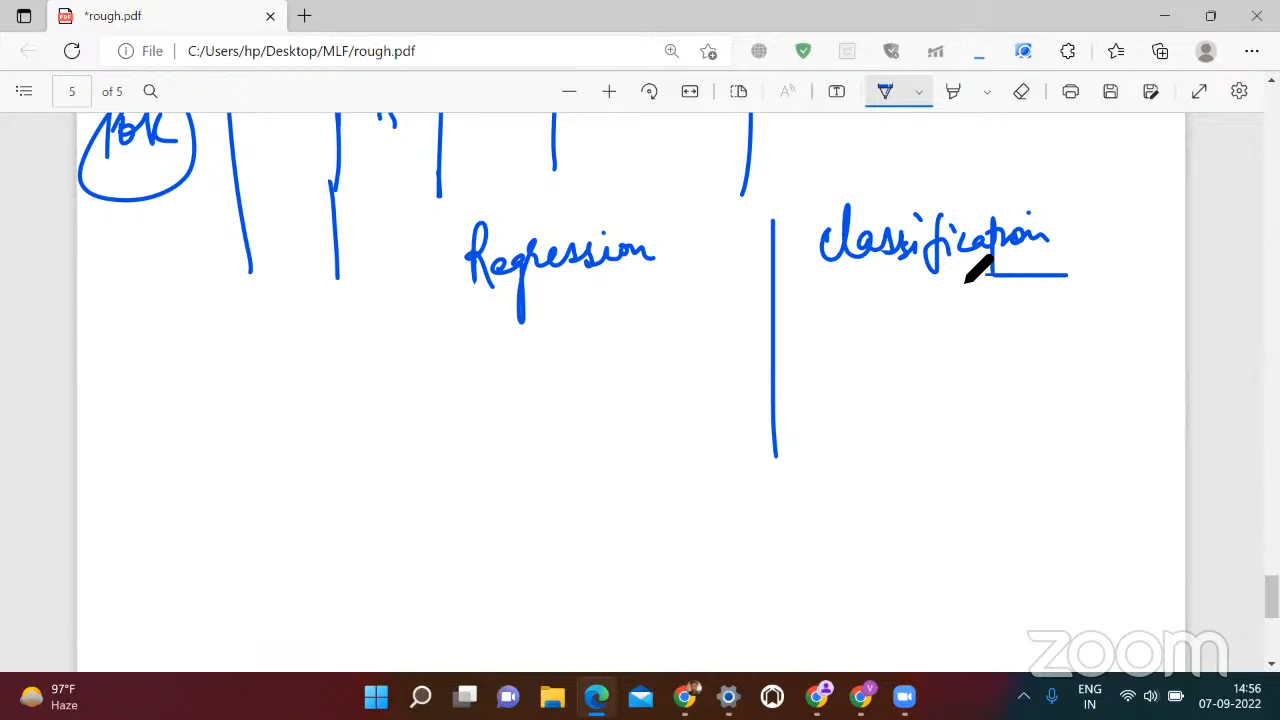 *rough.pdf
File C:/Users/hp/Desktop/MLF/rough.pdf
5 of 5
10k
Regression
Classification
zoom
97°F
Haze
ENG
IN
14:56
07-09-2022